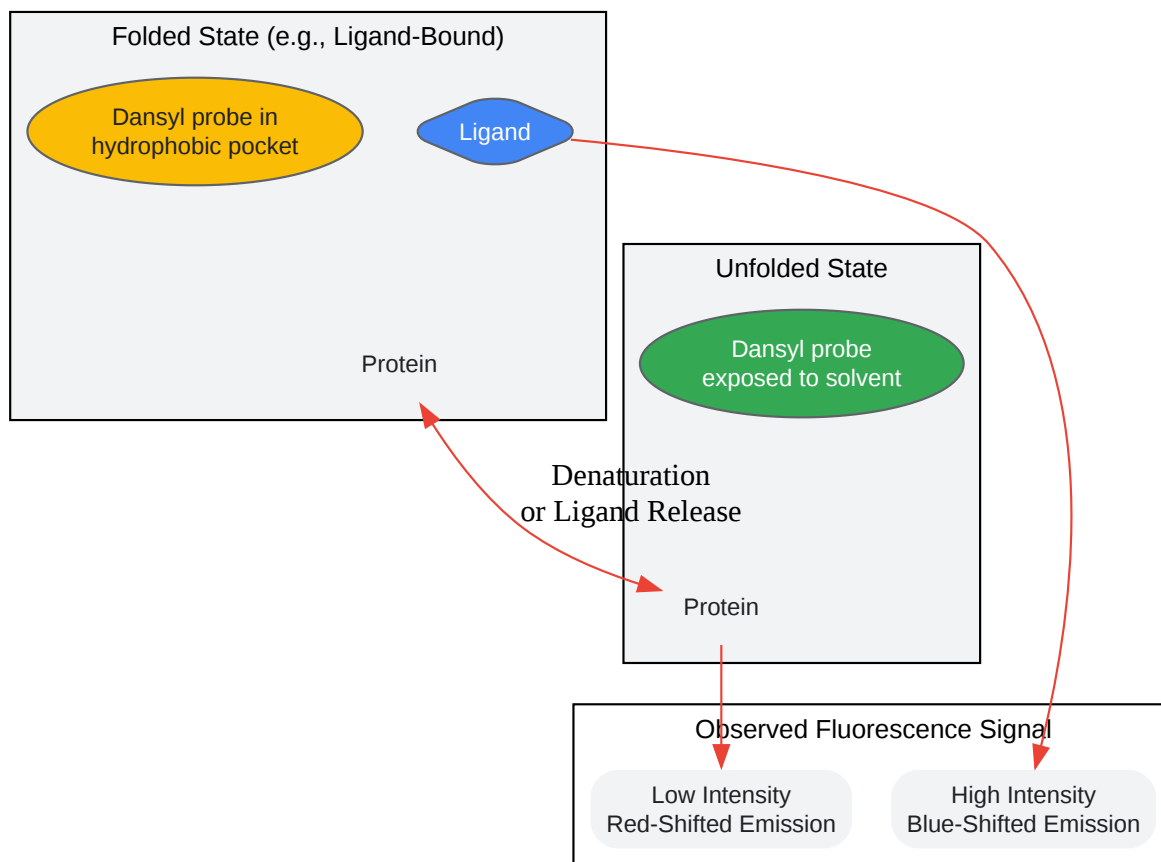 Folded State (e.g., Ligand-Bound)
Dansyl probe in
hydrophobic pocket
Ligand
Protein
Unfolded State
Dansyl probe
exposed to solvent
Denaturation
or Ligand Release
Protein
Observed Fluorescence Signal
Low Intensity
Red-Shifted Emission
High Intensity
Blue-Shifted Emission